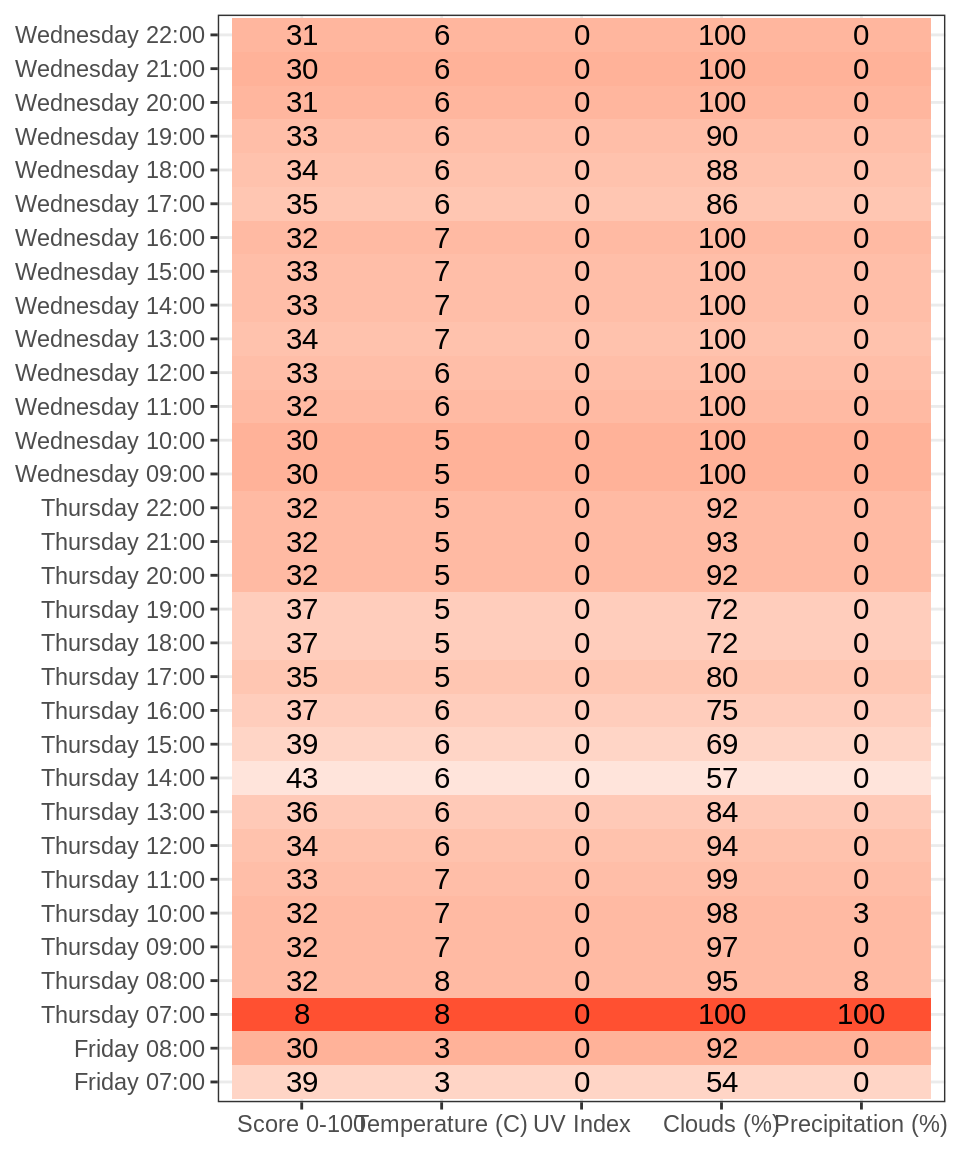 Wednesday 22:00 31 6 0 100 0
Wednesday 21:00 30 6 0 100 0
Wednesday 20:00 31 6 0 100 0
Wednesday 19:00 33 6 0 90 0
Wednesday 18:00 34 6 0 88 0
Wednesday 17:00 35 6 0 86 0
Wednesday 16:00 32 7 0 100 0
Wednesday 15:00 33 7 0 100 0
Wednesday 14:00 33 7 0 100 0
Wednesday 13:00 34 7 0 100 0
Wednesday 12:00 33 6 0 100 0
Wednesday 11:00 32 6 0 100 0
Wednesday 10:00 30 5 0 100 0
Wednesday 09:00 30 5 0 100 0
Thursday 22:00 32 5 0 92 0
Thursday 21:00 32 5 0 93 0
Thursday 20:00 32 5 0 92 0
Thursday 19:00 37 5 0 72 0
Thursday 18:00 37 5 0 72 0
Thursday 17:00 35 5 0 80 0
Thursday 16:00 37 6 0 75 0
Thursday 15:00 39 6 0 69 0
Thursday 14:00 43 6 0 57 0
Thursday 13:00 36 6 0 84 0
Thursday 12:00 34 6 0 94 0
Thursday 11:00 33 7 0 99 0
Thursday 10:00 32 7 0 98 3
Thursday 09:00 32 7 0 97 0
Thursday 08:00 32 8 0 95 8
Thursday 07:00 8 8 0 100 100
Friday 08:00 30 3 0 92 0
Friday 07:00 39 3 0 54 0
Score 0-100 Temperature (C) UV Index Clouds (%) Precipitation (%)